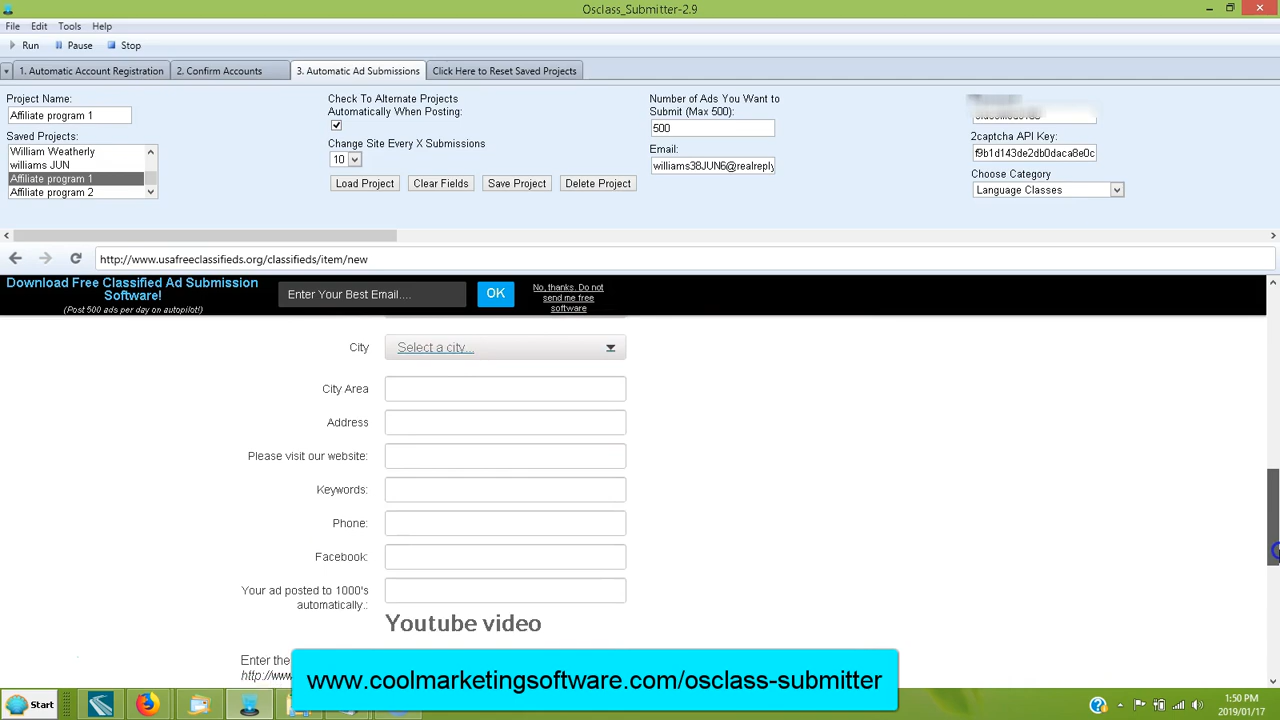 Osclass_Submitter-2.9
File Edit Tools Help
Run Pause Stop
1. Automatic Account Registration 2. Confirm Accounts 3. Automatic Ad Submissions Click Here to Reset Saved Projects
Project Name:
Affiliate program 1
Saved Projects:
William Weatherly
williams JUN
Affiliate program 1
Affiliate program 2
Check To Alternate Projects
Automatically When Posting:
Change Site Every X Submissions
10
Load Project Clear Fields Save Project Delete Project
Number of Ads You Want to
Submit (Max 500):
500
Email:
williams38JUN6@realreply
2captcha API Key:
f9b1d143de2db0daca8e0c
Choose Category
Language Classes
http://www.usafreeclassifieds.org/classifieds/item/new
Download Free Classified Ad Submission
Software!
(Post 500 ads per day on autopilot!)
Enter Your Best Email....
OK
No, thanks. Do not
send me free
software
City Select a city...
City Area
Address
Please visit our website:
Keywords:
Phone:
Facebook:
Your ad posted to 1000's
automatically.:
Youtube video
Enter the
http://www
www.coolmarketingsoftware.com/osclass-submitter
Start
1:50 PM
2019/01/17